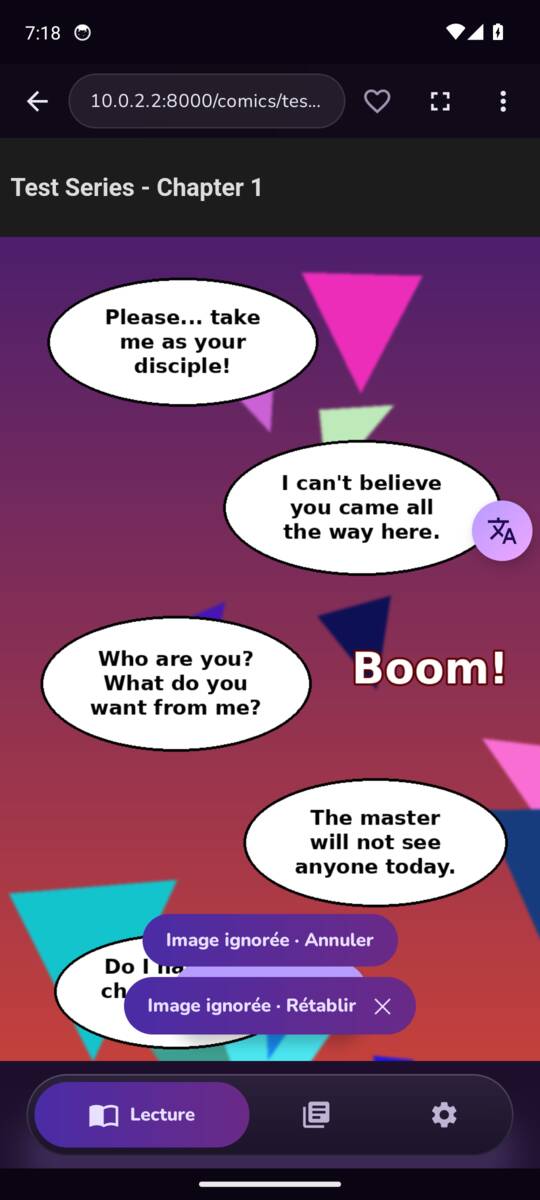 7:18
10.0.2.2:8000/comics/tes...
Test Series - Chapter 1
Please... take
me as your
disciple!
I can't believe
you came all
the way here.
Who are you?
What do you
want from me?
Boom!
The master
will not see
anyone today.
Image ignorée · Annuler
Do I
Image ignorée · Rétablir
Lecture